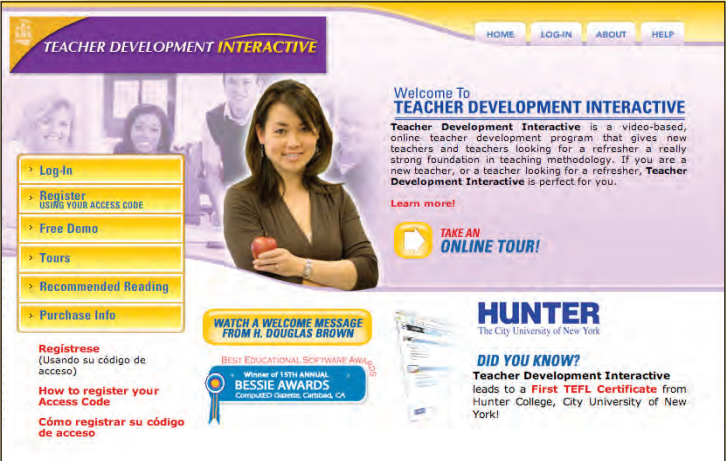 TEACHER DEVELOPMENT INTERACTIVE
HOME
LOG-IN
ABOUT
HELP
Welcome To
TEACHER DEVELOPMENT INTERACTIVE
Teacher Development Interactive is a video-based,
online teacher development program that gives new
teachers and teachers looking for a refresher a really
strong foundation in teaching methodology. If you are a
new teacher, or a teacher looking for a refresher, Teacher
Development Interactive is perfect for you.
Learn more!
TAKE AN
ONLINE TOUR!
› Log-In
› Register
USING YOUR ACCESS CODE
› Free Demo
› Tours
› Recommended Reading
› Purchase Info
Regístrese
(Usando su código de
acceso)
How to register your
Access Code
Cómo registrar su código
de acceso
WATCH A WELCOME MESSAGE
FROM H. DOUGLAS BROWN
BEST EDUCATIONAL SOFTWARE AWARDS
Winner of 15TH ANNUAL
BESSIE AWARDS
ComputED Gazette, Carlsbad, CA
HUNTER
The City University of New York
DID YOU KNOW?
Teacher Development Interactive
leads to a First TEFL Certificate from
Hunter College, City University of New
York!